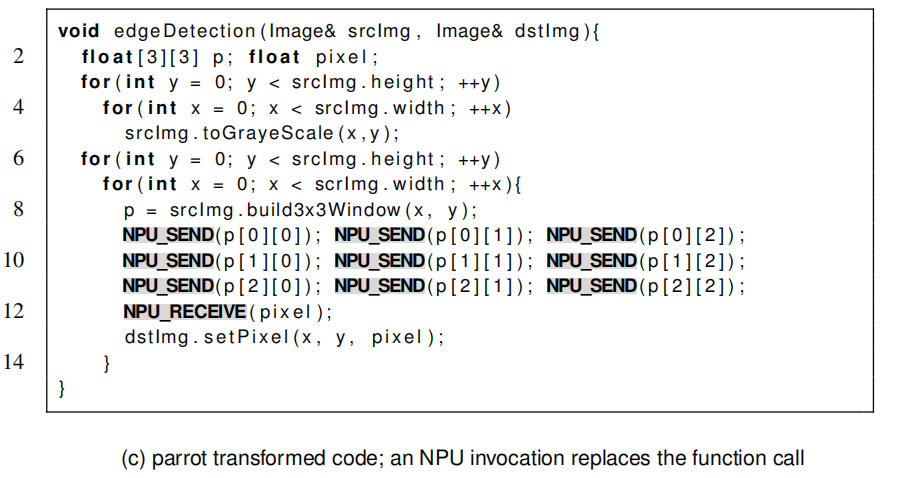 void edgeDetection(Image& srcImg, Image& dstImg){
2 float[3][3] p; float pixel;
for(int y = 0; y < srcImg.height; ++y)
4 for(int x = 0; x < srcImg.width; ++x)
srcImg.toGrayeScale(x,y);
6 for(int y = 0; y < srcImg.height; ++y)
for(int x = 0; x < scrImg.width; ++x){
8 p = srcImg.build3x3Window(x, y);
NPU_SEND(p[0][0]); NPU_SEND(p[0][1]); NPU_SEND(p[0][2]);
10 NPU_SEND(p[1][0]); NPU_SEND(p[1][1]); NPU_SEND(p[1][2]);
NPU_SEND(p[2][0]); NPU_SEND(p[2][1]); NPU_SEND(p[2][2]);
12 NPU_RECEIVE(pixel);
dstImg.setPixel(x, y, pixel);
14 }
}
(c) parrot transformed code; an NPU invocation replaces the function call